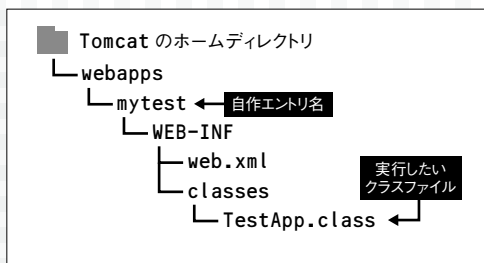 Tomcat のホームディレクトリ
webapps
mytest 自作エントリ名
WEB-INF
web.xml
実行したい
クラスファイル
classes
TestApp.class